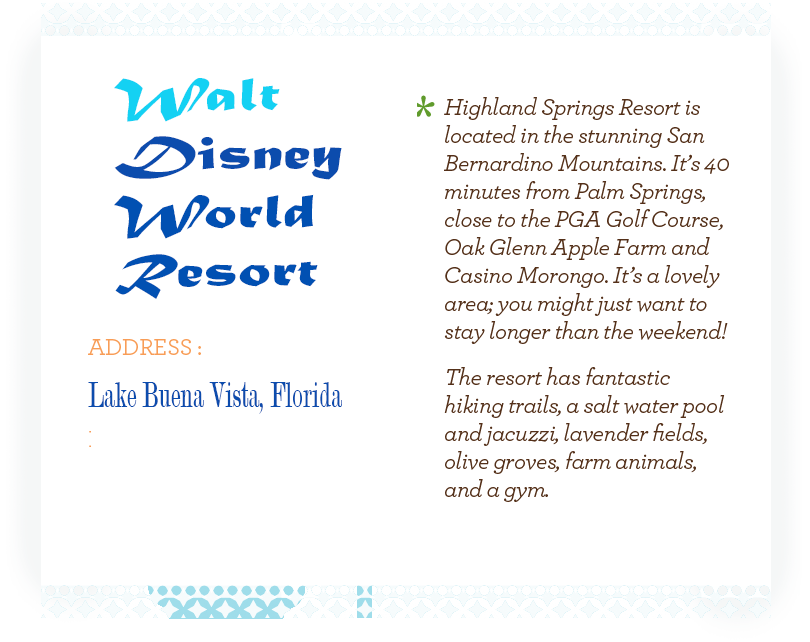 Walt
Disney
World
Resort
ADDRESS :
Lake Buena Vista, Florida
:
* Highland Springs Resort is
located in the stunning San
Bernardino Mountains. It's 40
minutes from Palm Springs,
close to the PGA Golf Course,
Oak Glenn Apple Farm and
Casino Morongo. It's a lovely
area; you might just want to
stay longer than the weekend!
The resort has fantastic
hiking trails, a salt water pool
and jacuzzi, lavender fields,
olive groves, farm animals,
and a gym.